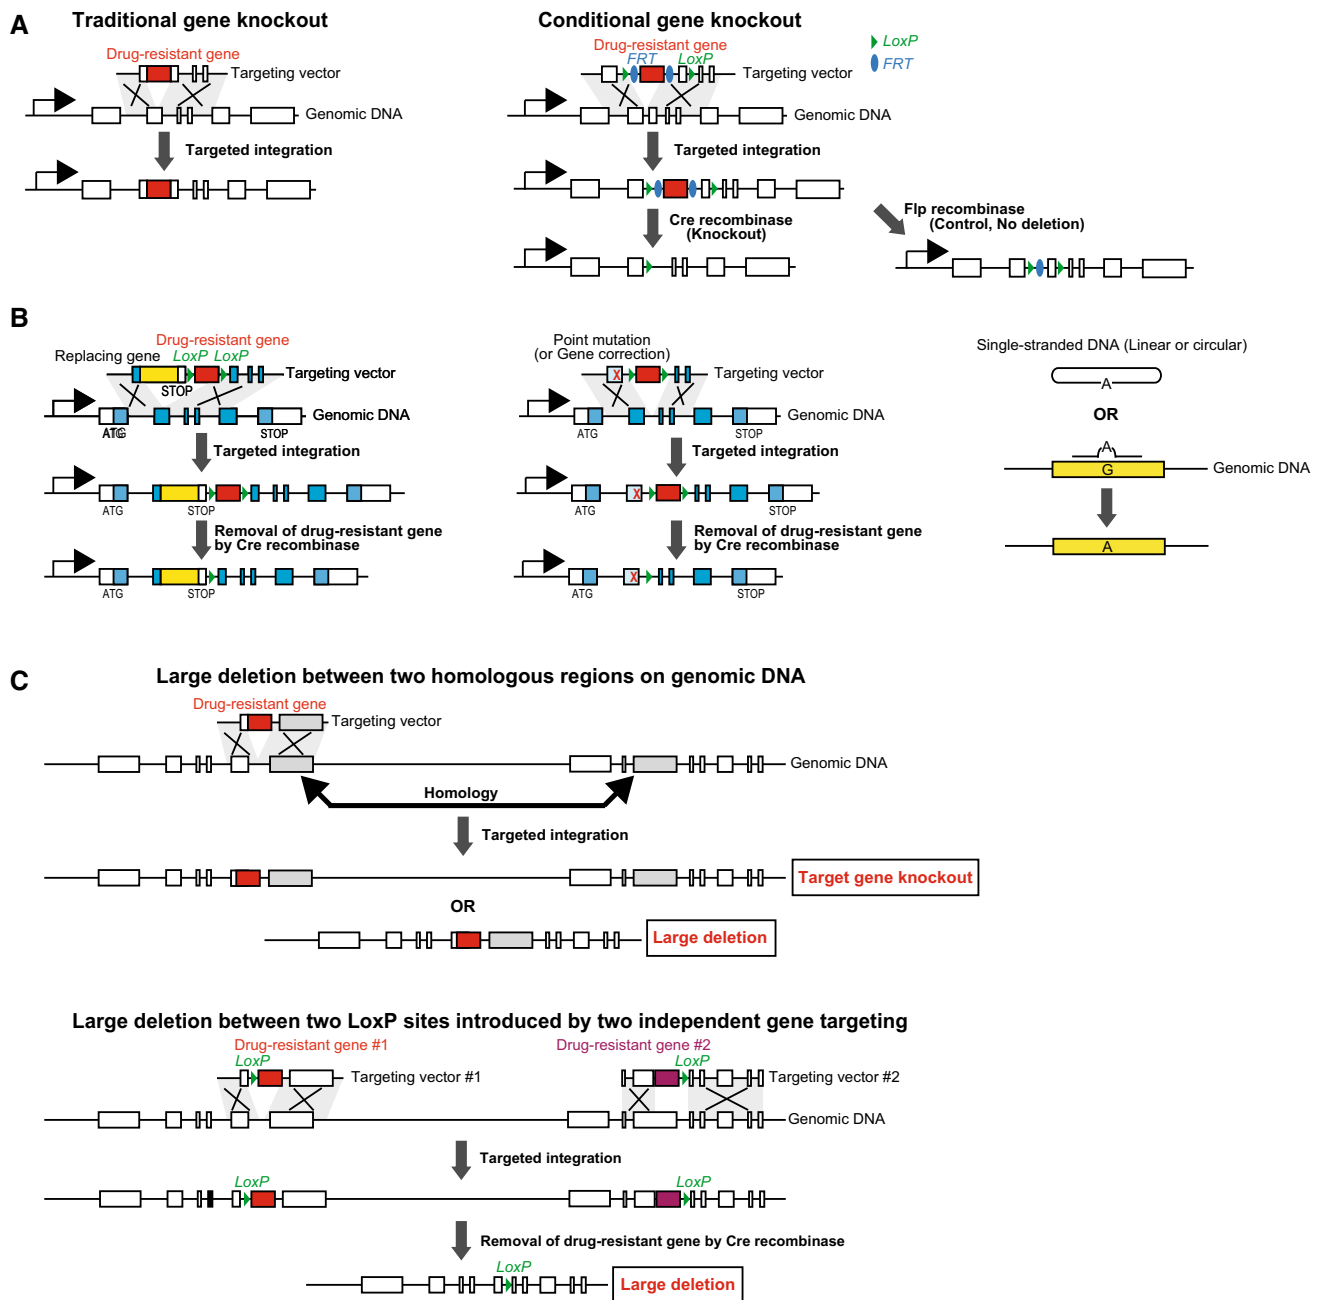 A
Traditional gene knockout
Drug-resistant gene
Targeting vector
Genomic DNA
Targeted integration
Conditional gene knockout
Drug-resistant gene
FRT
LoxP
Targeting vector
LoxP
FRT
Genomic DNA
Targeted integration
Cre recombinase
(Knockout)
Flp recombinase
(Control, No deletion)
B
Drug-resistant gene
Replacing gene
LoxP
LoxP
Targeting vector
STOP
Genomic DNA
ATG
STOP
Targeted integration
ATG
STOP
Removal of drug-resistant gene
by Cre recombinase
ATG
STOP
Point mutation
(or Gene correction)
X
Targeting vector
Genomic DNA
ATG
STOP
Targeted integration
X
ATG
STOP
Removal of drug-resistant gene
by Cre recombinase
X
ATG
STOP
Single-stranded DNA (Linear or circular)
A
OR
A
G
Genomic DNA
A
C
Large deletion between two homologous regions on genomic DNA
Drug-resistant gene
Targeting vector
Genomic DNA
Homology
Targeted integration
Target gene knockout
OR
Large deletion
Large deletion between two LoxP sites introduced by two independent gene targeting
Drug-resistant gene #1
LoxP
Targeting vector #1
Drug-resistant gene #2
LoxP
Targeting vector #2
Genomic DNA
Targeted integration
LoxP
LoxP
Removal of drug-resistant gene by Cre recombinase
LoxP
Large deletion